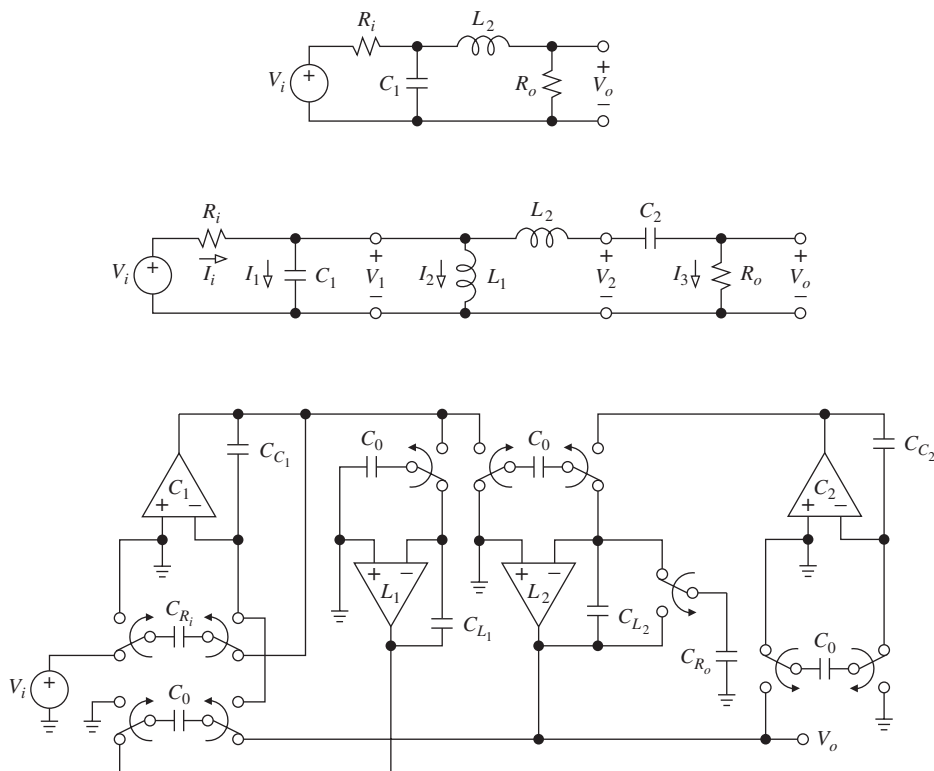 R_i L_2
V_i + C_1 R_o + V_o −
R_i L_2 C_2
V_i + I_i I_1 C_1 + V_1 − I_2 L_1 + V_2 − I_3 R_o + V_o −
C_{C_1} C_0 C_0 C_{C_2}
C_1 + − C_2 + −
+ − L_1 + − L_2
C_{R_i} C_{L_1} C_{L_2} C_{R_o} C_0
V_i +
C_0 V_o